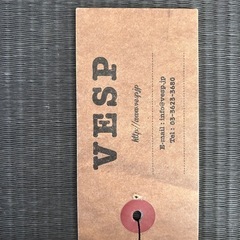 VESP
http://www.vesp.jp
E-mail : info@vesp.jp
Tel : 03-5623-3680